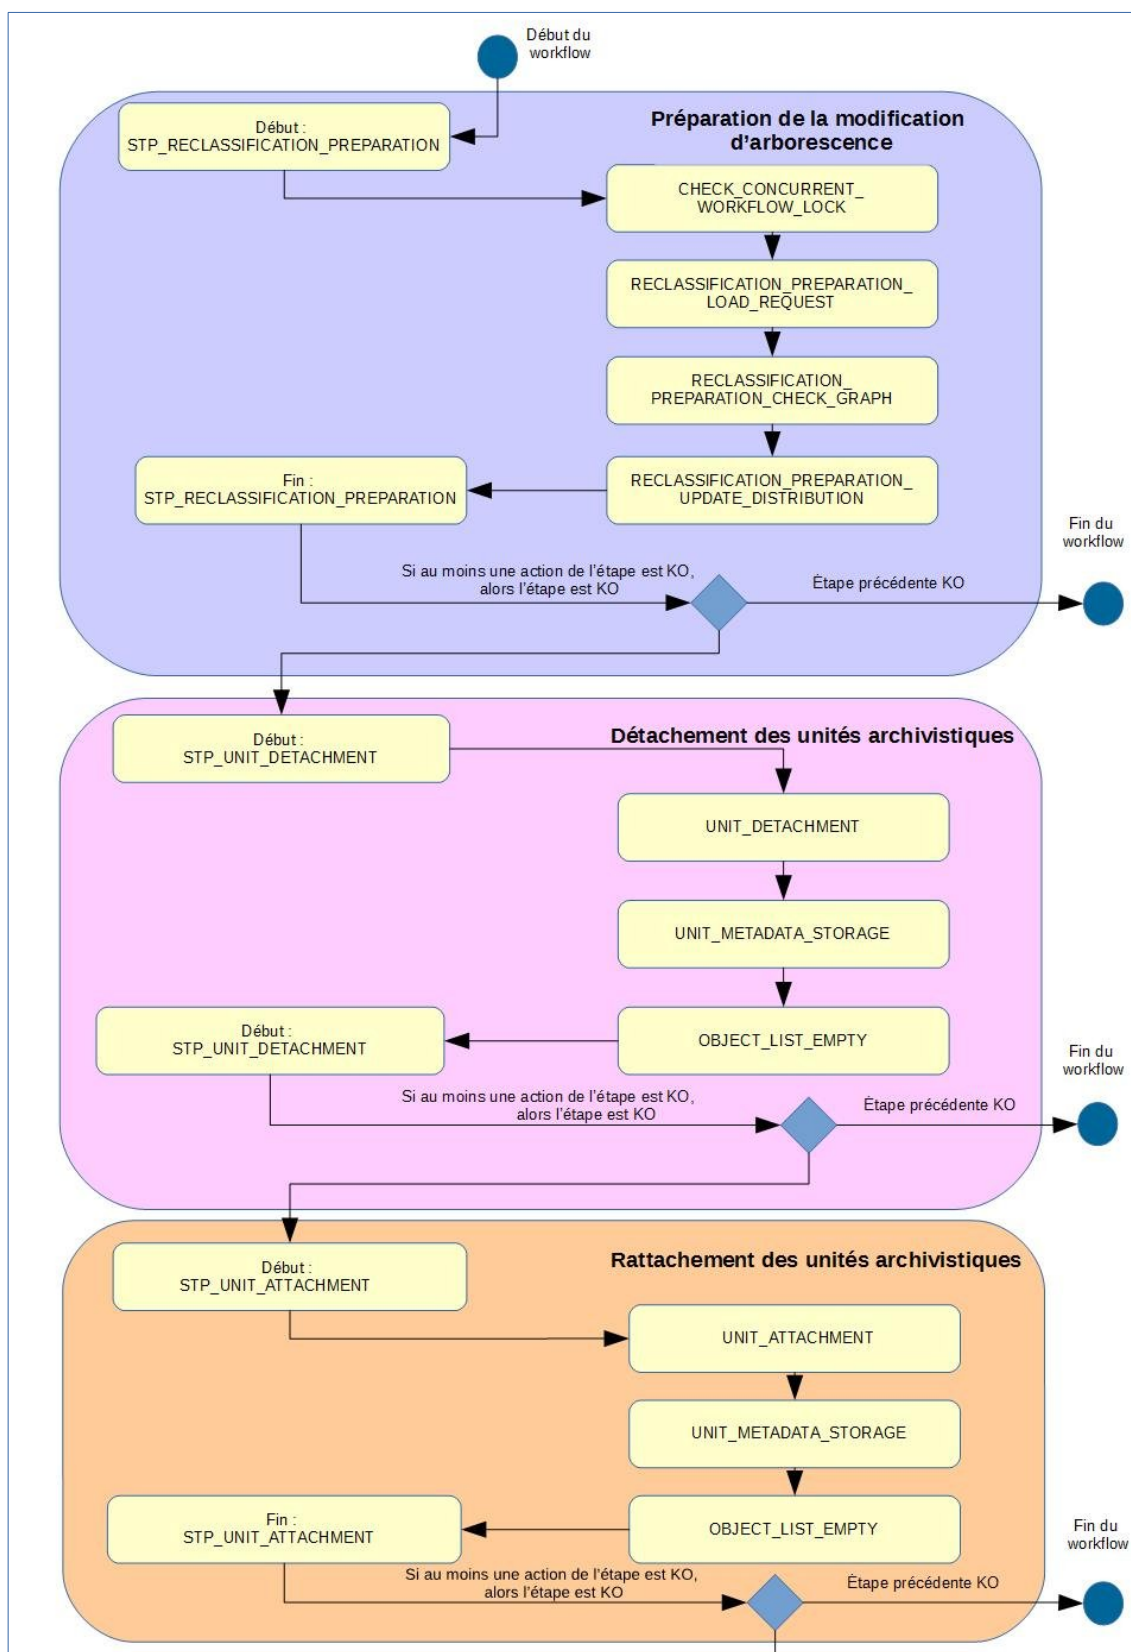 Début du
workflow
Préparation de la modification
d’arborescence
Début :
STP_RECLASSIFICATION_PREPARATION
CHECK_CONCURRENT_
WORKFLOW_LOCK
RECLASSIFICATION_PREPARATION_
LOAD_REQUEST
RECLASSIFICATION_
PREPARATION_CHECK_GRAPH
RECLASSIFICATION_PREPARATION_
UPDATE_DISTRIBUTION
Fin :
STP_RECLASSIFICATION_PREPARATION
Si au moins une action de l’étape est KO,
alors l’étape est KO
Étape précédente KO
Fin du
workflow
Détachement des unités archivistiques
Début :
STP_UNIT_DETACHMENT
UNIT_DETACHMENT
UNIT_METADATA_STORAGE
OBJECT_LIST_EMPTY
Début :
STP_UNIT_DETACHMENT
Si au moins une action de l’étape est KO,
alors l’étape est KO
Étape précédente KO
Fin du
workflow
Rattachement des unités archivistiques
Début :
STP_UNIT_ATTACHMENT
UNIT_ATTACHMENT
UNIT_METADATA_STORAGE
OBJECT_LIST_EMPTY
Fin :
STP_UNIT_ATTACHMENT
Si au moins une action de l’étape est KO,
alors l’étape est KO
Étape précédente KO
Fin du
workflow